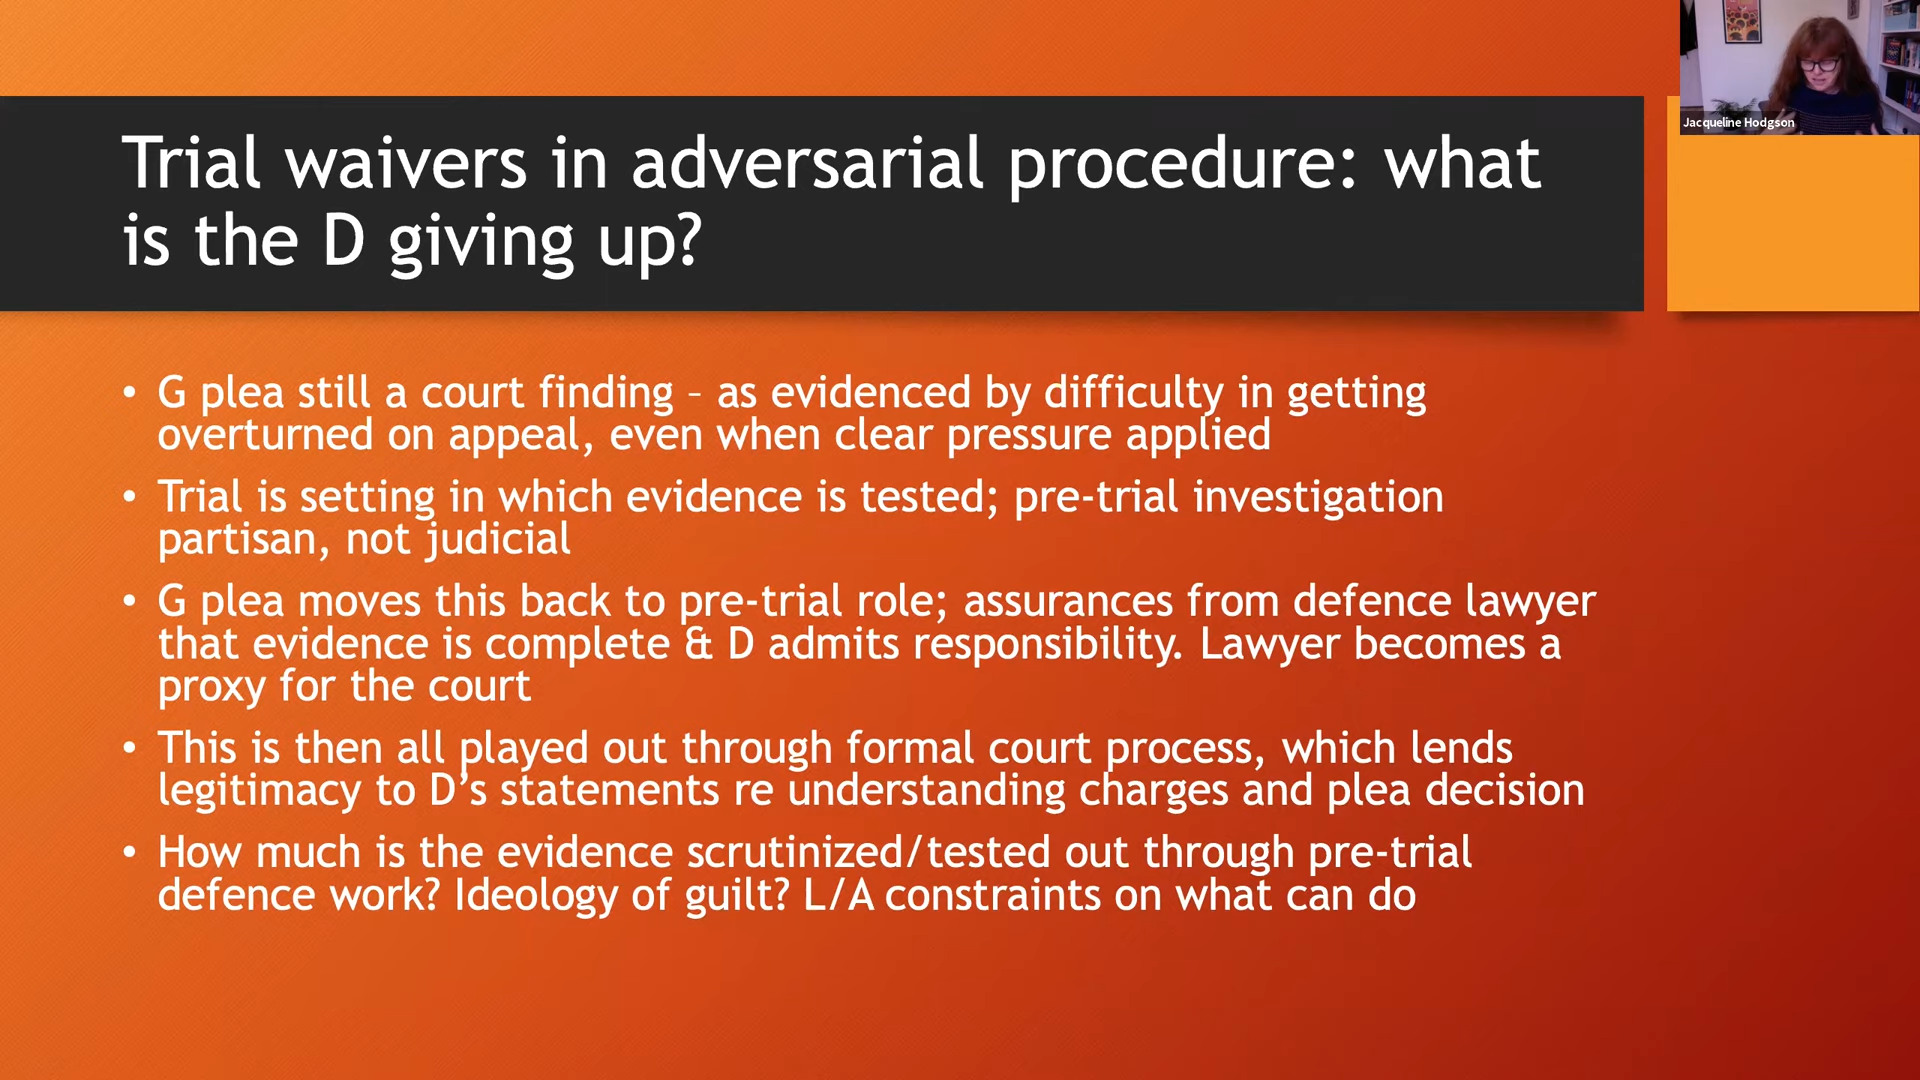 Jacqueline Hodgson
Trial waivers in adversarial procedure: what
is the D giving up?
• G plea still a court finding – as evidenced by difficulty in getting
overturned on appeal, even when clear pressure applied
• Trial is setting in which evidence is tested; pre-trial investigation
partisan, not judicial
• G plea moves this back to pre-trial role; assurances from defence lawyer
that evidence is complete & D admits responsibility. Lawyer becomes a
proxy for the court
• This is then all played out through formal court process, which lends
legitimacy to D’s statements re understanding charges and plea decision
• How much is the evidence scrutinized/tested out through pre-trial
defence work? Ideology of guilt? L/A constraints on what can do